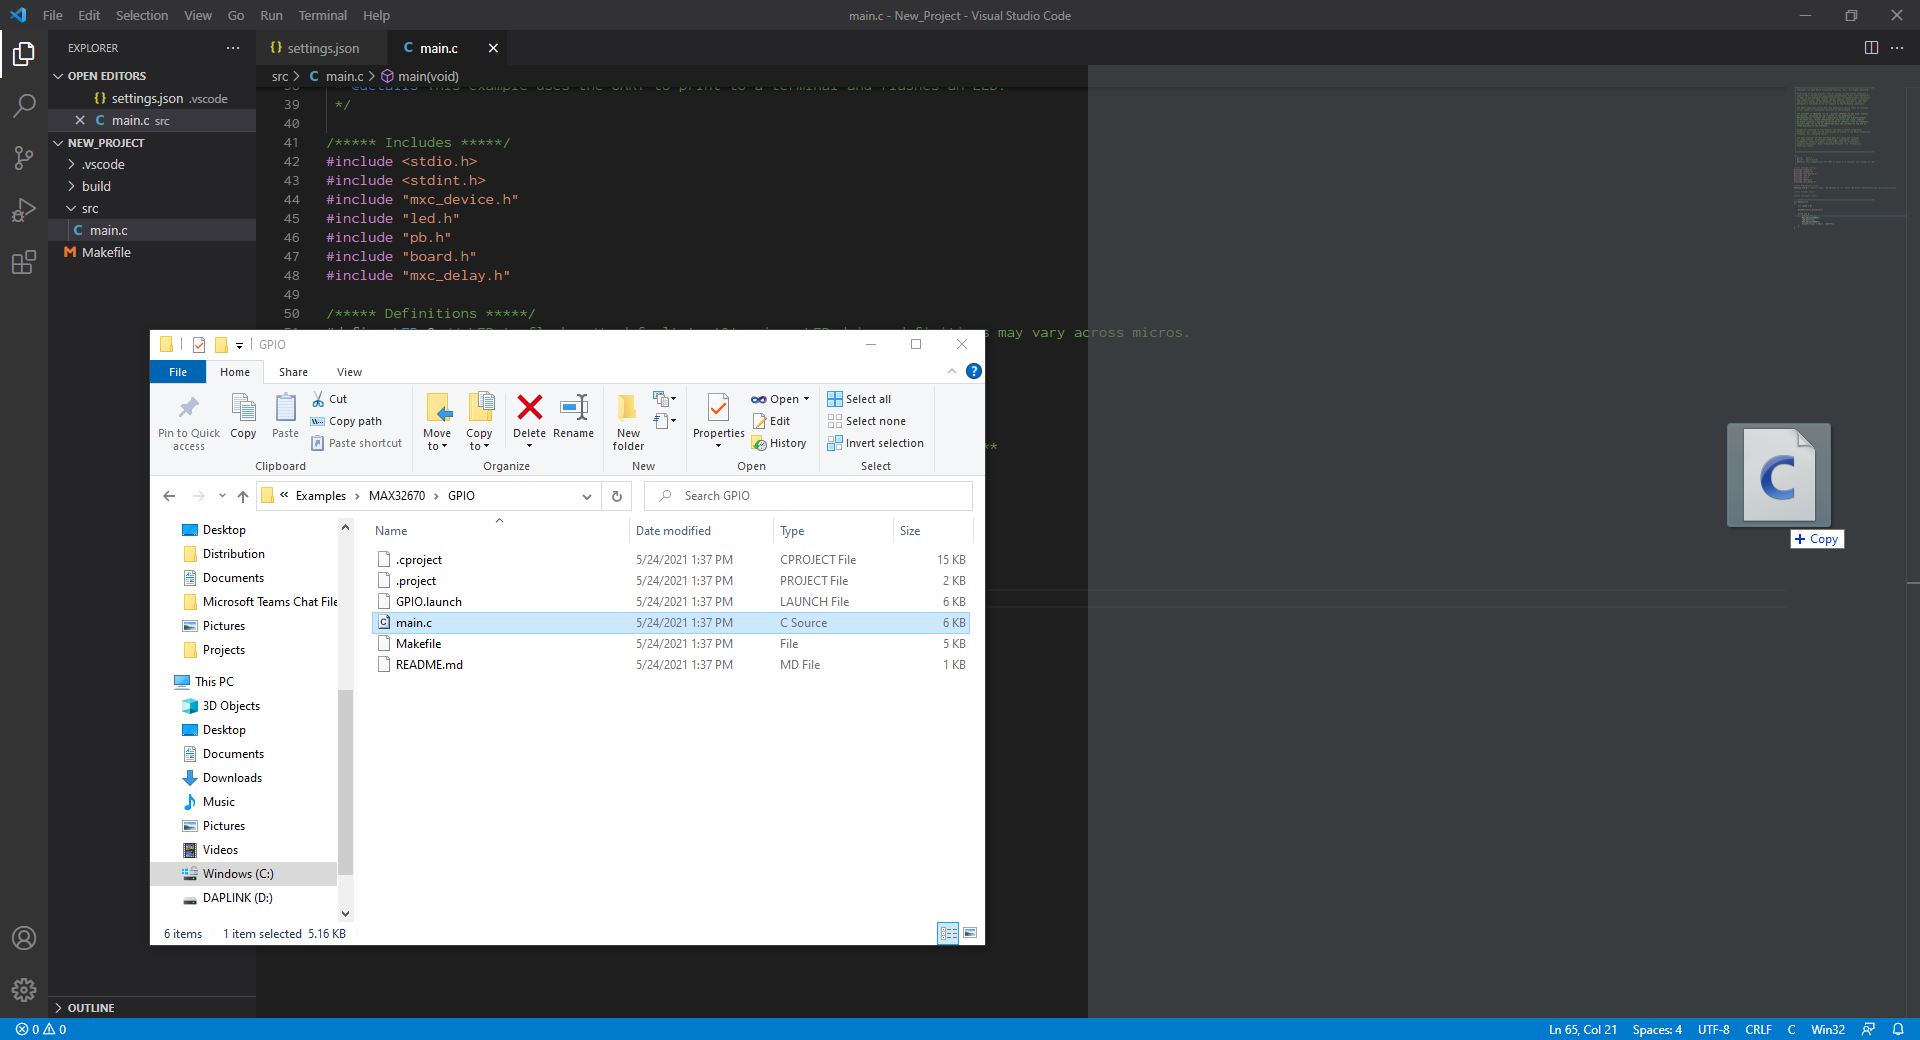 File Edit Selection View Go Run Terminal Help
main.c - New_Project - Visual Studio Code
EXPLORER
OPEN EDITORS
{} settings.json .vscode
C main.c src
NEW_PROJECT
.vscode
build
src
C main.c
M Makefile
OUTLINE
{} settings.json
C main.c
src > C main.c > main(void)
39 */
40
41 /***** Includes *****/
42 #include <stdio.h>
43 #include <stdint.h>
44 #include "mxc_device.h"
45 #include "led.h"
46 #include "pb.h"
47 #include "board.h"
48 #include "mxc_delay.h"
49
50 /***** Definitions *****/
may vary across micros.
**
GPIO
File Home Share View
Pin to Quick access
Copy
Paste
Cut
Copy path
Paste shortcut
Clipboard
Move to
Copy to
Delete
Rename
Organize
New folder
New
Properties
Open
Edit
History
Open
Select all
Select none
Invert selection
Select
« Examples > MAX32670 > GPIO
Search GPIO
Desktop
Distribution
Documents
Microsoft Teams Chat File
Pictures
Projects
This PC
3D Objects
Desktop
Documents
Downloads
Music
Pictures
Videos
Windows (C:)
DAPLINK (D:)
Name Date modified Type Size
.cproject 5/24/2021 1:37 PM CPROJECT File 15 KB
.project 5/24/2021 1:37 PM PROJECT File 2 KB
GPIO.launch 5/24/2021 1:37 PM LAUNCH File 6 KB
main.c 5/24/2021 1:37 PM C Source 6 KB
Makefile 5/24/2021 1:37 PM File 5 KB
README.md 5/24/2021 1:37 PM MD File 1 KB
6 items 1 item selected 5.16 KB
C
+ Copy
0 0
Ln 65, Col 21 Spaces: 4 UTF-8 CRLF C Win32